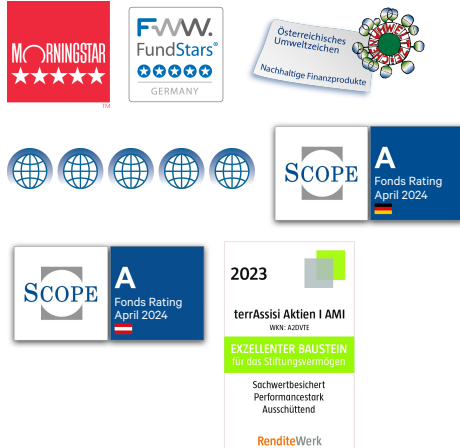 MORNINGSTAR
TM
FWW.
FundStars®
GERMANY
Österreichisches
Umweltzeichen
Nachhaltige Finanzprodukte
UMWELTZEICHEN
SCOPE
A
Fonds Rating
April 2024
SCOPE
A
Fonds Rating
April 2024
2023
terrAssisi Aktien I AMI
WKN: A2DVTE
EXZELLENTER BAUSTEIN
für das Stiftungsvermögen
Sachwertbesichert
Performancestark
Ausschüttend
RenditeWerk